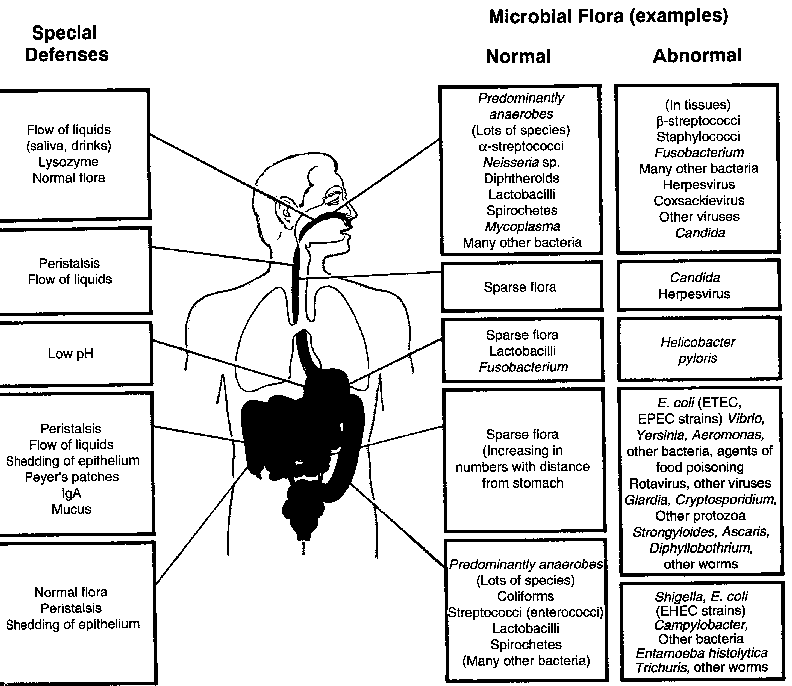 Microbial Flora (examples)
Special
Defenses
Normal
Abnormal
Flow of liquids
(saliva, drinks)
Lysozyme
Normal flora
Predominantly
anaerobes
(Lots of species)
α-streptococci
Neisseria sp.
Diphtheroids
Lactobacilli
Spirochetes
Mycoplasma
Many other bacteria
(In tissues)
β-streptococci
Staphylococci
Fusobacterium
Many other bacteria
Herpesvirus
Coxsackievirus
Other viruses
Candida
Peristalsis
Flow of liquids
Sparse flora
Candida
Herpesvirus
Low pH
Sparse flora
Lactobacilli
Fusobacterium
Helicobacter
pyloris
Peristalsis
Flow of liquids
Shedding of epithelium
Peyer's patches
IgA
Mucus
Sparse flora
(Increasing in
numbers with distance
from stomach
E. coli (ETEC,
EPEC strains) Vibrio,
Yersinia, Aeromonas,
other bacteria, agents of
food poisoning
Rotavirus, other viruses
Giardia, Cryptosporidium,
Other protozoa
Strongyloides, Ascaris,
Diphyllobothrium,
other worms
Normal flora
Peristalsis
Shedding of epithelium
Predominantly anaerobes
(Lots of species)
Coliforms
Streptococci (enterococci)
Lactobacilli
Spirochetes
(Many other bacteria)
Shigella, E. coli
(EHEC strains)
Campylobacter,
Other bacteria
Entamoeba histolytica
Trichuris, other worms